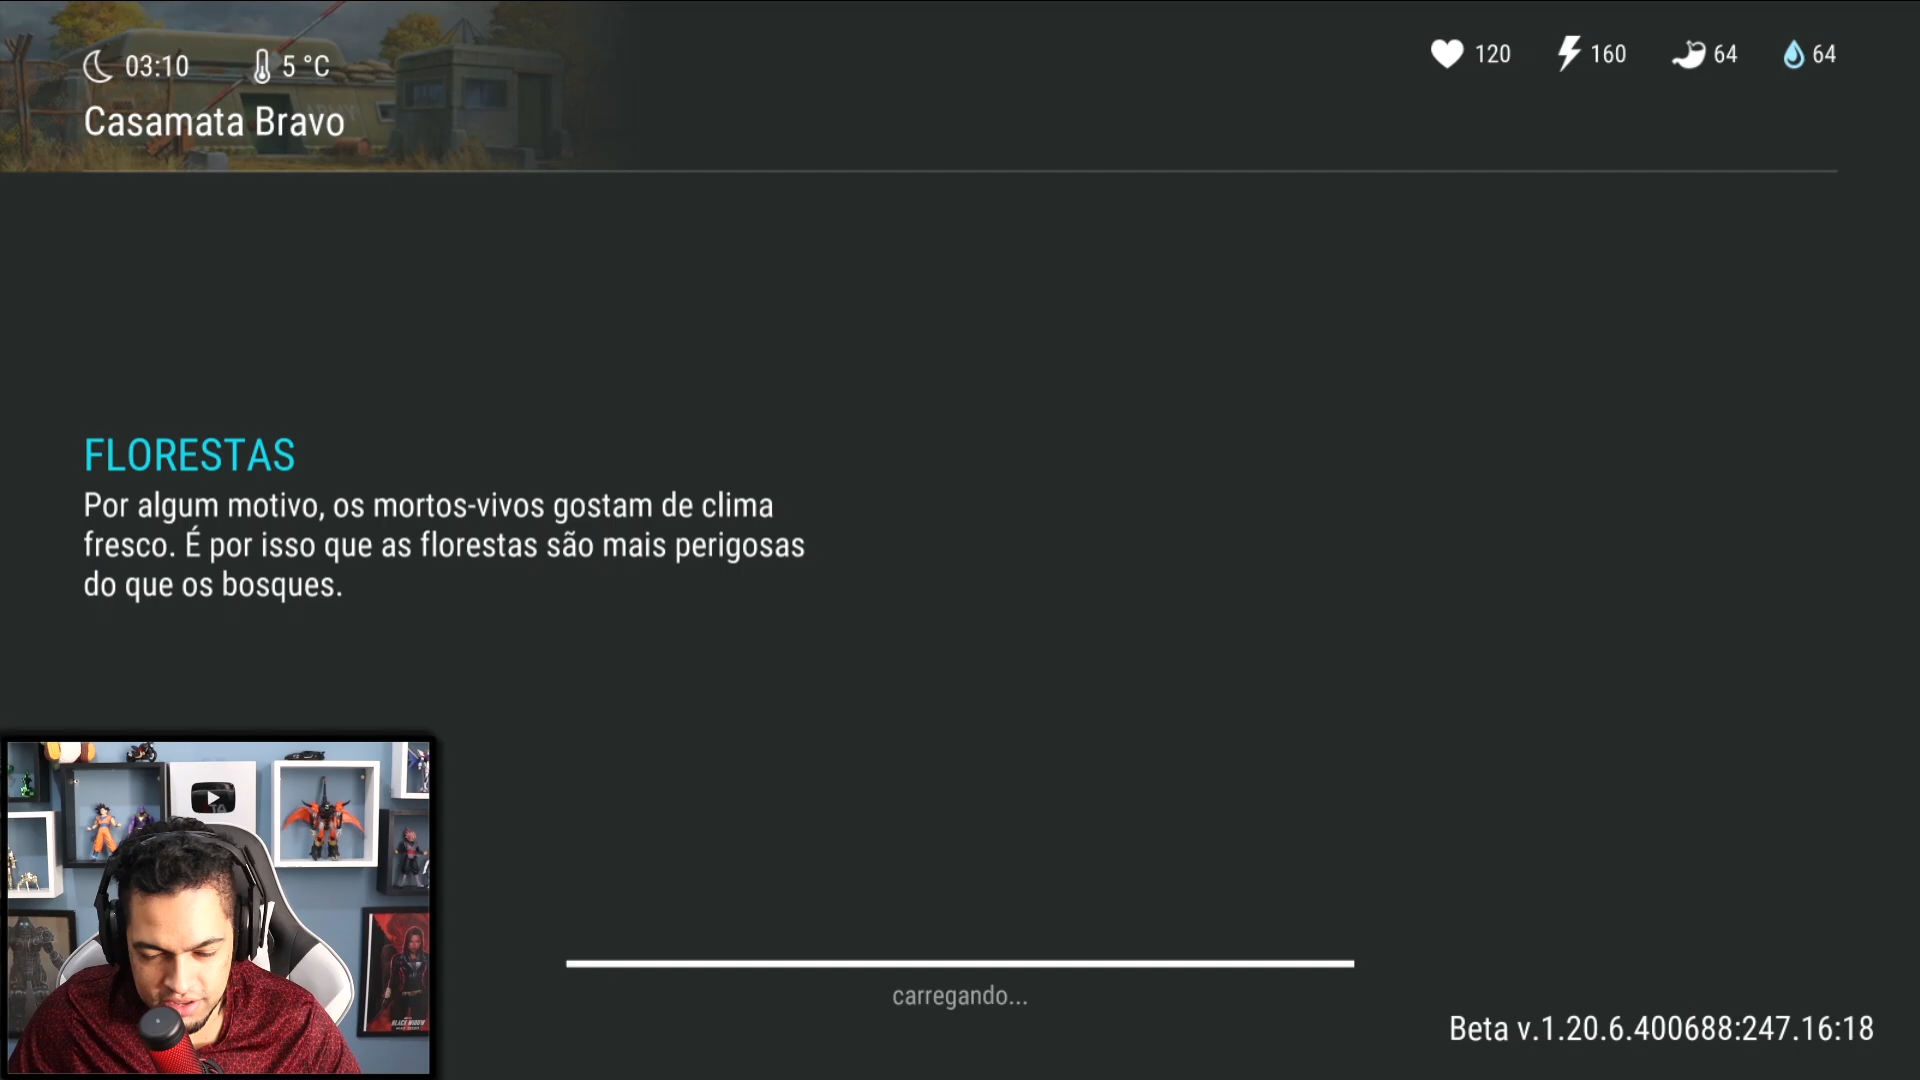 03:10
5 °C
120
160
64
64
Casamata Bravo
FLORESTAS
Por algum motivo, os mortos-vivos gostam de clima
fresco. É por isso que as florestas são mais perigosas
do que os bosques.
BLACK WIDOW
carregando...
Beta v.1.20.6.400688:247.16:18